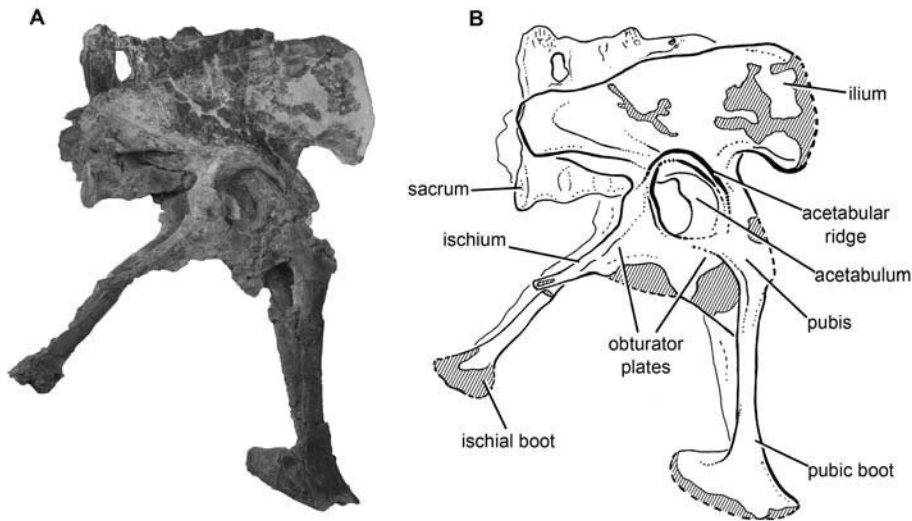 A
B
ilium
sacrum
acetabular
ridge
ischium
acetabulum
pubis
obturator
plates
ischial boot
pubic boot